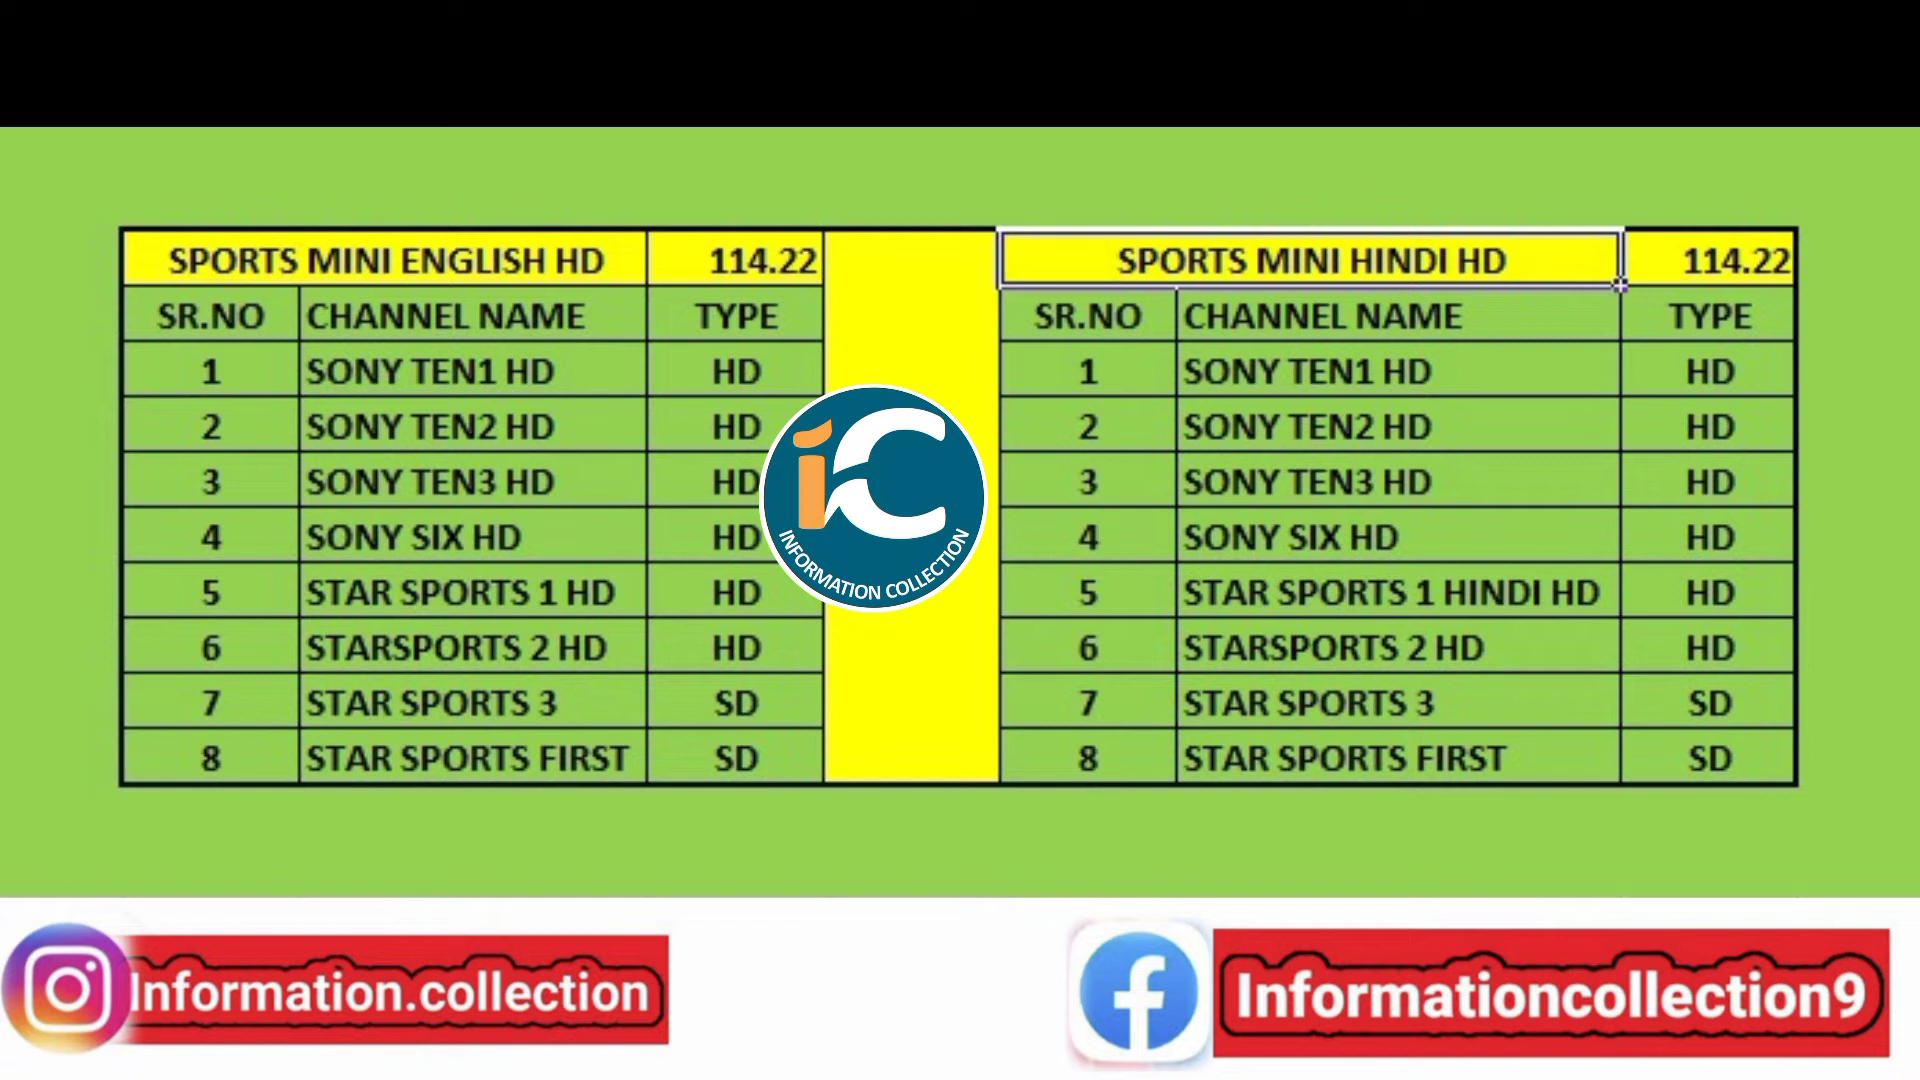 SPORTS MINI ENGLISH HD 114.22
SR.NO CHANNEL NAME TYPE
1 SONY TEN1 HD HD
2 SONY TEN2 HD HD
3 SONY TEN3 HD HD
4 SONY SIX HD HD
5 STAR SPORTS 1 HD HD
6 STARSPORTS 2 HD HD
7 STAR SPORTS 3 SD
8 STAR SPORTS FIRST SD
iC
INFORMATION COLLECTION
SPORTS MINI HINDI HD 114.22
SR.NO CHANNEL NAME TYPE
1 SONY TEN1 HD HD
2 SONY TEN2 HD HD
3 SONY TEN3 HD HD
4 SONY SIX HD HD
5 STAR SPORTS 1 HINDI HD HD
6 STARSPORTS 2 HD HD
7 STAR SPORTS 3 SD
8 STAR SPORTS FIRST SD
Information.collection
Informationcollection9